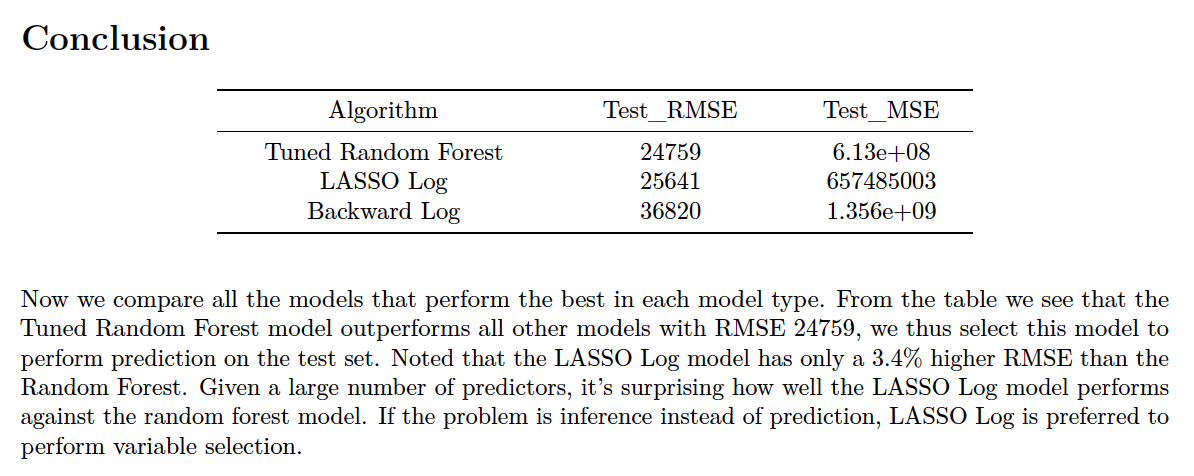 Conclusion
Algorithm Test_RMSE Test_MSE
Tuned Random Forest 24759 6.13e+08
LASSO Log 25641 657485003
Backward Log 36820 1.356e+09
Now we compare all the models that perform the best in each model type. From the table we see that the
Tuned Random Forest model outperforms all other models with RMSE 24759, we thus select this model to
perform prediction on the test set. Noted that the LASSO Log model has only a 3.4% higher RMSE than the
Random Forest. Given a large number of predictors, it's surprising how well the LASSO Log model performs
against the random forest model. If the problem is inference instead of prediction, LASSO Log is preferred to
perform variable selection.